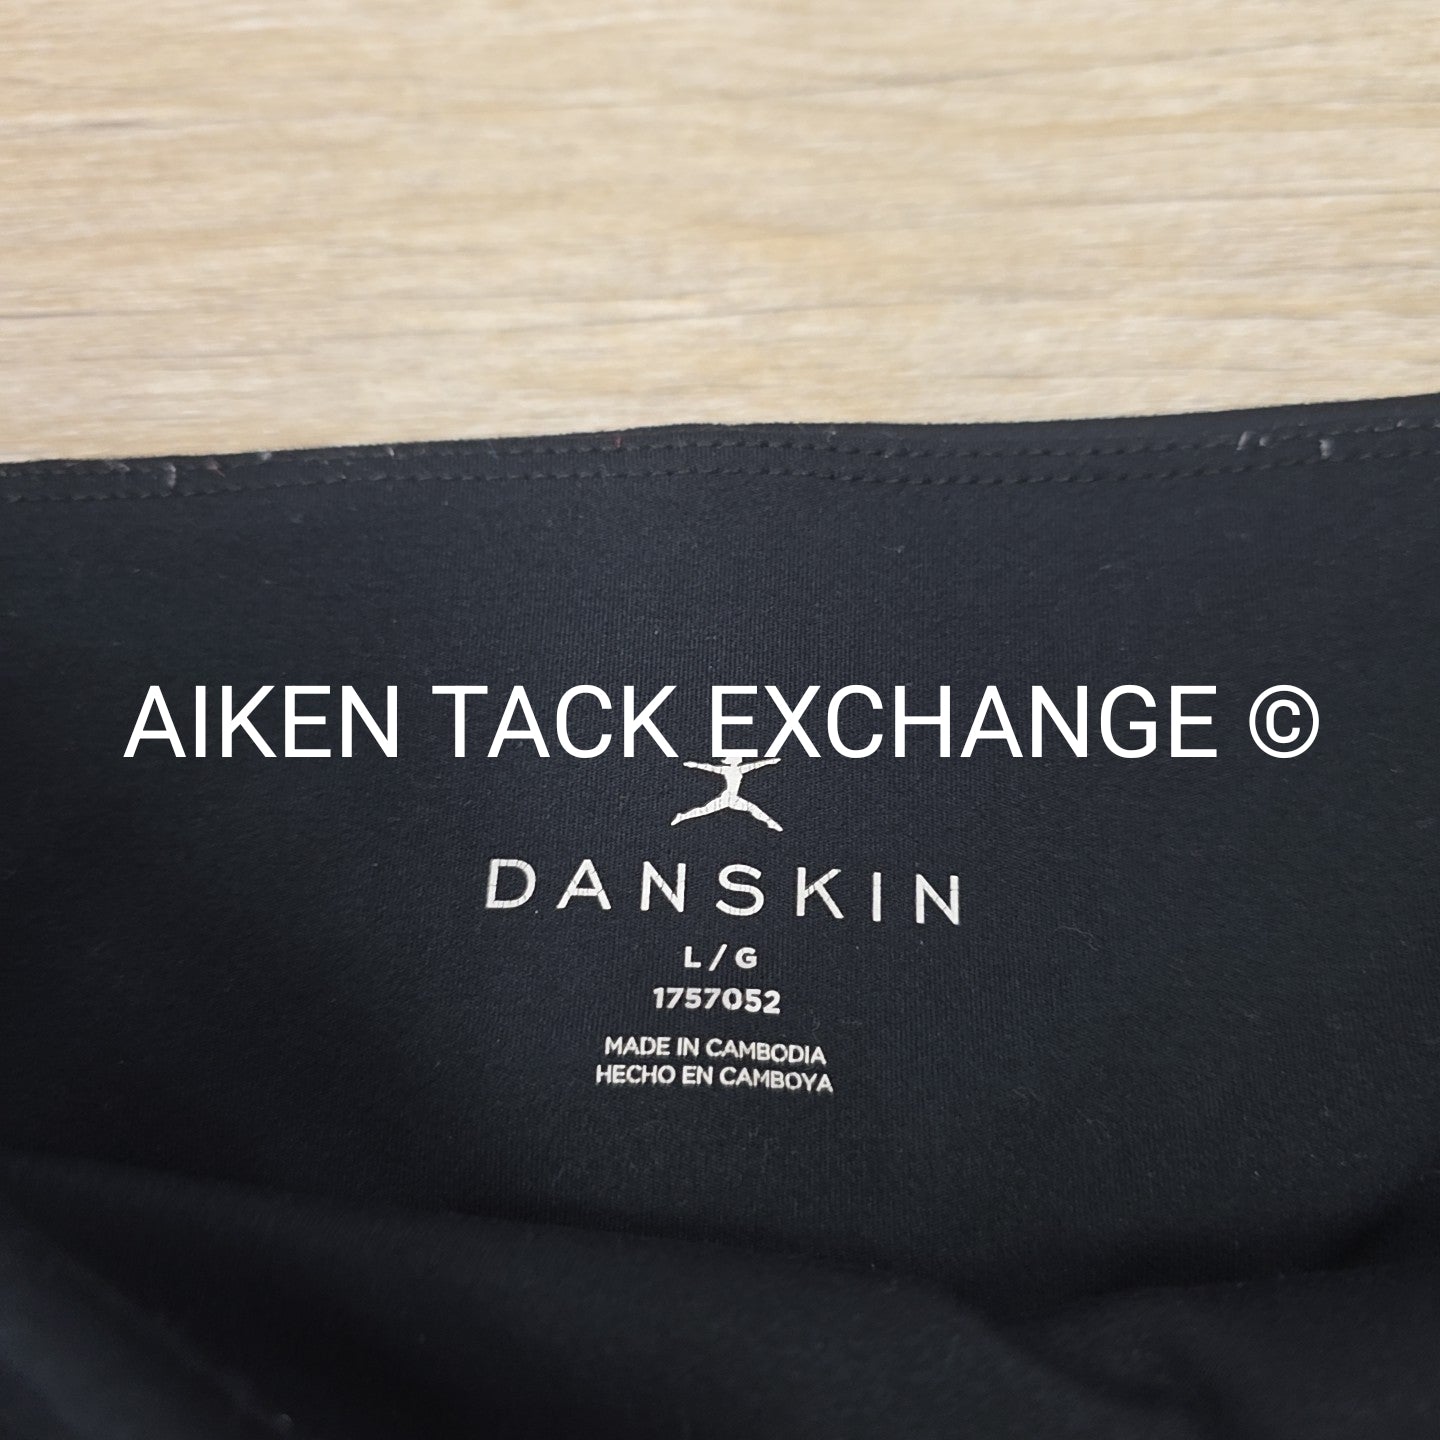 AIKEN TACK EXCHANGE ©
DANSKIN
L / G
1757052
MADE IN CAMBODIA
HECHO EN CAMBOYA